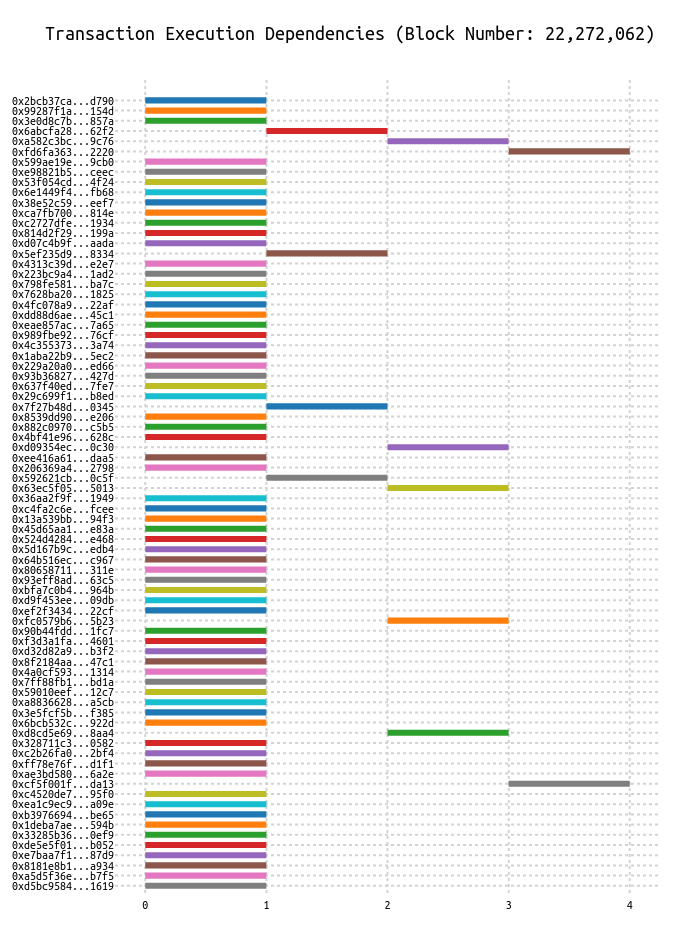 Transaction Execution Dependencies (Block Number: 22,272,062)
0x2bcb37ca...d790
0x99287f1a...154d
0x3e0d8c7b...857a
0x6abcfa28...62f2
0xa582c3bc...9c76
0xfd6fa363...2220
0x599ae19e...9cb0
0xe98821b5...ceec
0x53f054cd...4f24
0x6e1449f4...fb68
0x38e52c59...eef7
0xca7fb700...814e
0xc2727dfe...1934
0x814d2f29...199a
0xd07c4b9f...aada
0x5ef235d9...8334
0x4313c39d...e2e7
0x223bc9a4...1ad2
0x798fe581...ba7c
0x7628ba20...1825
0x4fc078a9...22af
0xdd88d6ae...45c1
0xeae857ac...7a65
0x989fbe92...76cf
0x4c355373...3a74
0x1aba22b9...5ec2
0x229a20a0...ed66
0x93b36827...427d
0x637f40ed...7fe7
0x29c699f1...b8ed
0x7f27b48d...0345
0x8539dd90...e206
0x882c0970...c5b5
0x4bf41e96...628c
0xd09354ec...0c30
0xee416a61...daa5
0x206369a4...2798
0x592621cb...0c5f
0x63ec5f05...5013
0x36aa2f9f...1949
0xc4fa2c6e...fcee
0x13a539bb...94f3
0x45d65aa1...e83a
0x524d4284...e468
0x5d167b9c...edb4
0x64b516ec...c967
0x80658711...311e
0x93eff8ad...63c5
0xbfa7c0b4...964b
0xd9f453ee...09db
0xef2f3434...22cf
0xfc0579b6...5b23
0x90b44fdd...1fc7
0xf3d3a1fa...4601
0xd32d82a9...b3f2
0x8f2184aa...47c1
0x4a0cf593...1314
0x7ff88fb1...bd1a
0x59010eef...12c7
0xa8836628...a5cb
0x3e5fcf5b...f385
0x6bcb532c...922d
0xd8cd5e69...8aa4
0x328711c3...0582
0xc2b26fa0...2bf4
0xff78e76f...d1f1
0xae3bd580...6a2e
0xcf5f001f...da13
0xc4520de7...95f0
0xea1c9ec9...a09e
0xb3976694...be65
0x1deba7ae...594b
0x33285b36...0ef9
0xde5e5f01...b052
0xe7baa7f1...87d9
0x8181e8b1...a934
0xa5d5f36e...b7f5
0xd5bc9584...1619
0 1 2 3 4